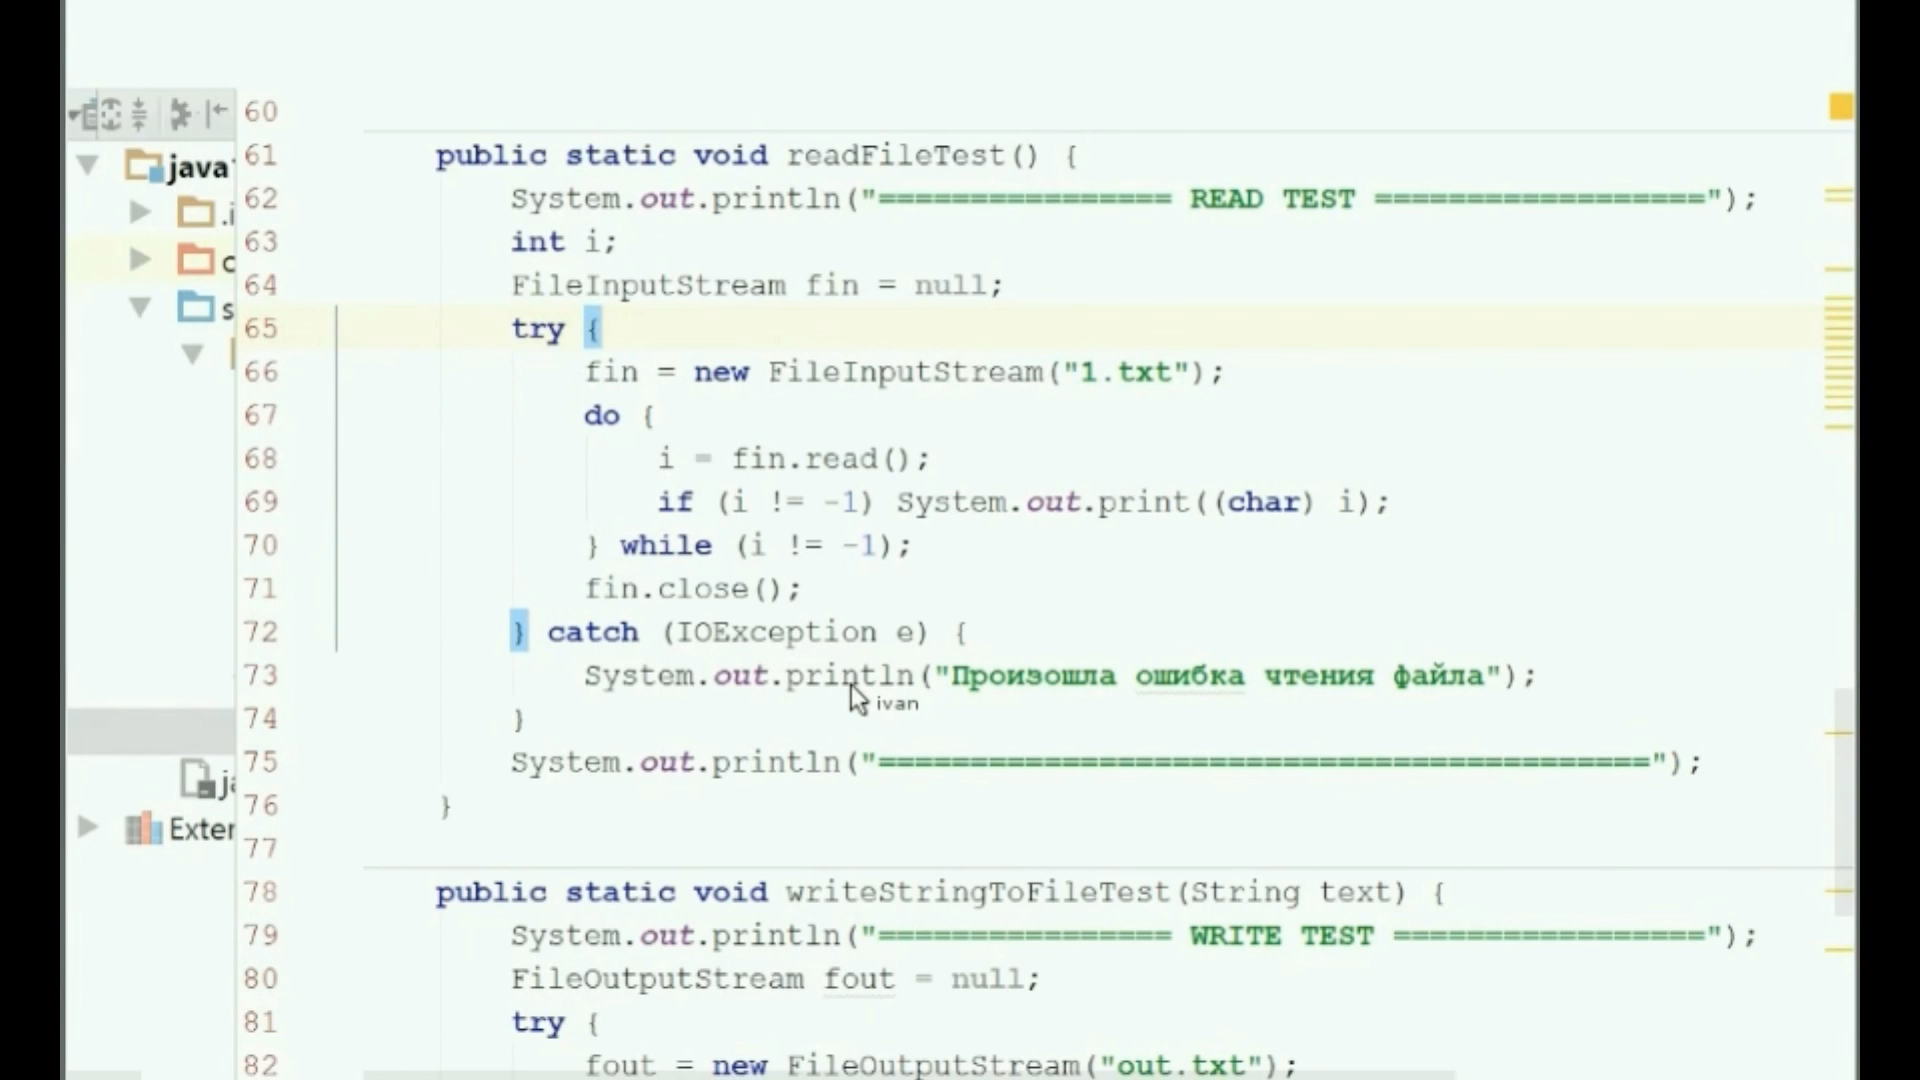 60
java
61 public static void readFileTest() {
62 System.out.println("================ READ TEST ==================");
63 int i;
64 FileInputStream fin = null;
65 try {
66 fin = new FileInputStream("1.txt");
67 do {
68 i = fin.read();
69 if (i != -1) System.out.print((char) i);
70 } while (i != -1);
71 fin.close();
72 } catch (IOException e) {
73 System.out.println("Произошла ошибка чтения файла");
ivan
74 }
75 System.out.println("==========================================");
76 }
Exter
77
78 public static void writeStringToFileTest(String text) {
79 System.out.println("================ WRITE TEST =================");
80 FileOutputStream fout = null;
81 try {
82 fout = new FileOutputStream("out.txt");